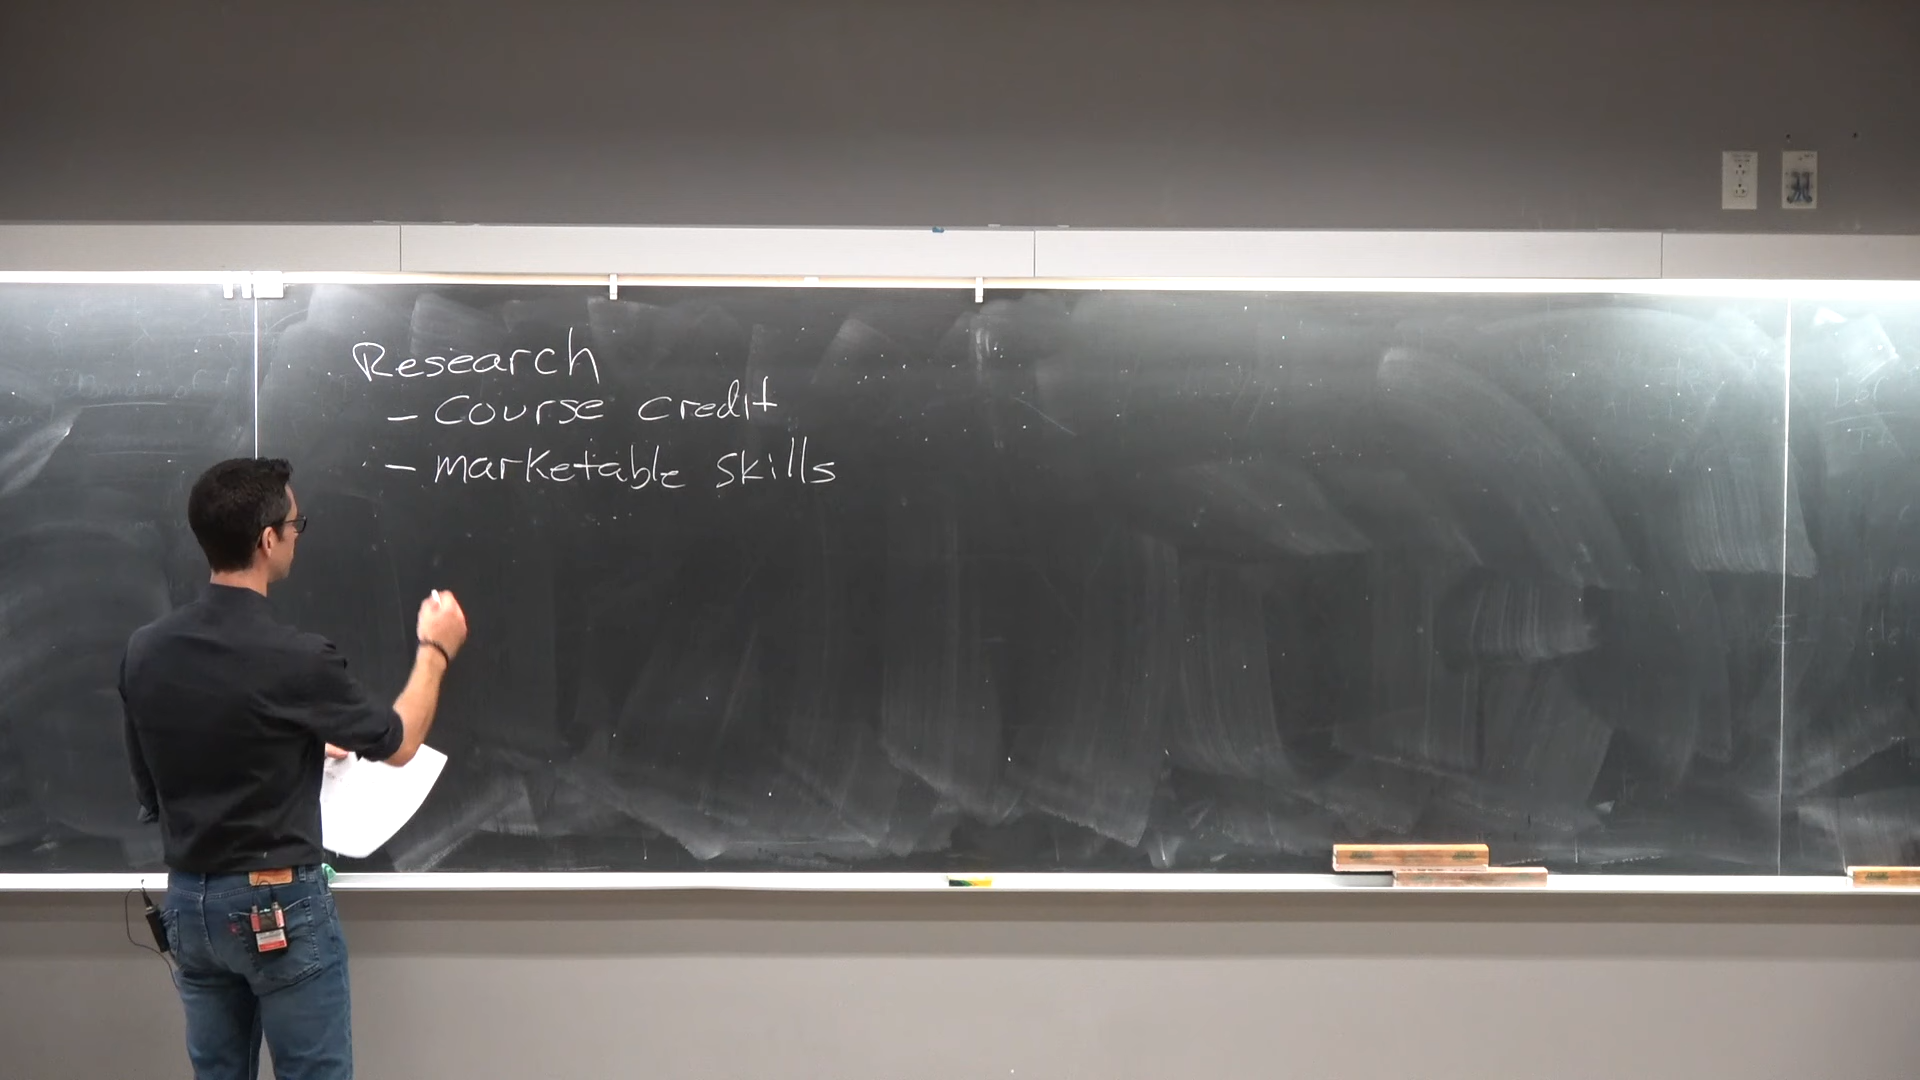 Research
- course credit
- marketable skills